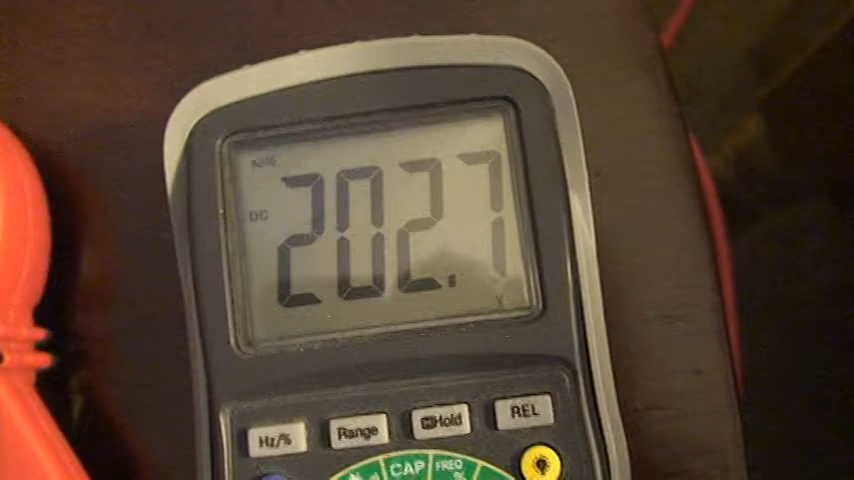 AUTO
DC
202.7
V
Hz/% Range Hold REL
CAP FREQ
%